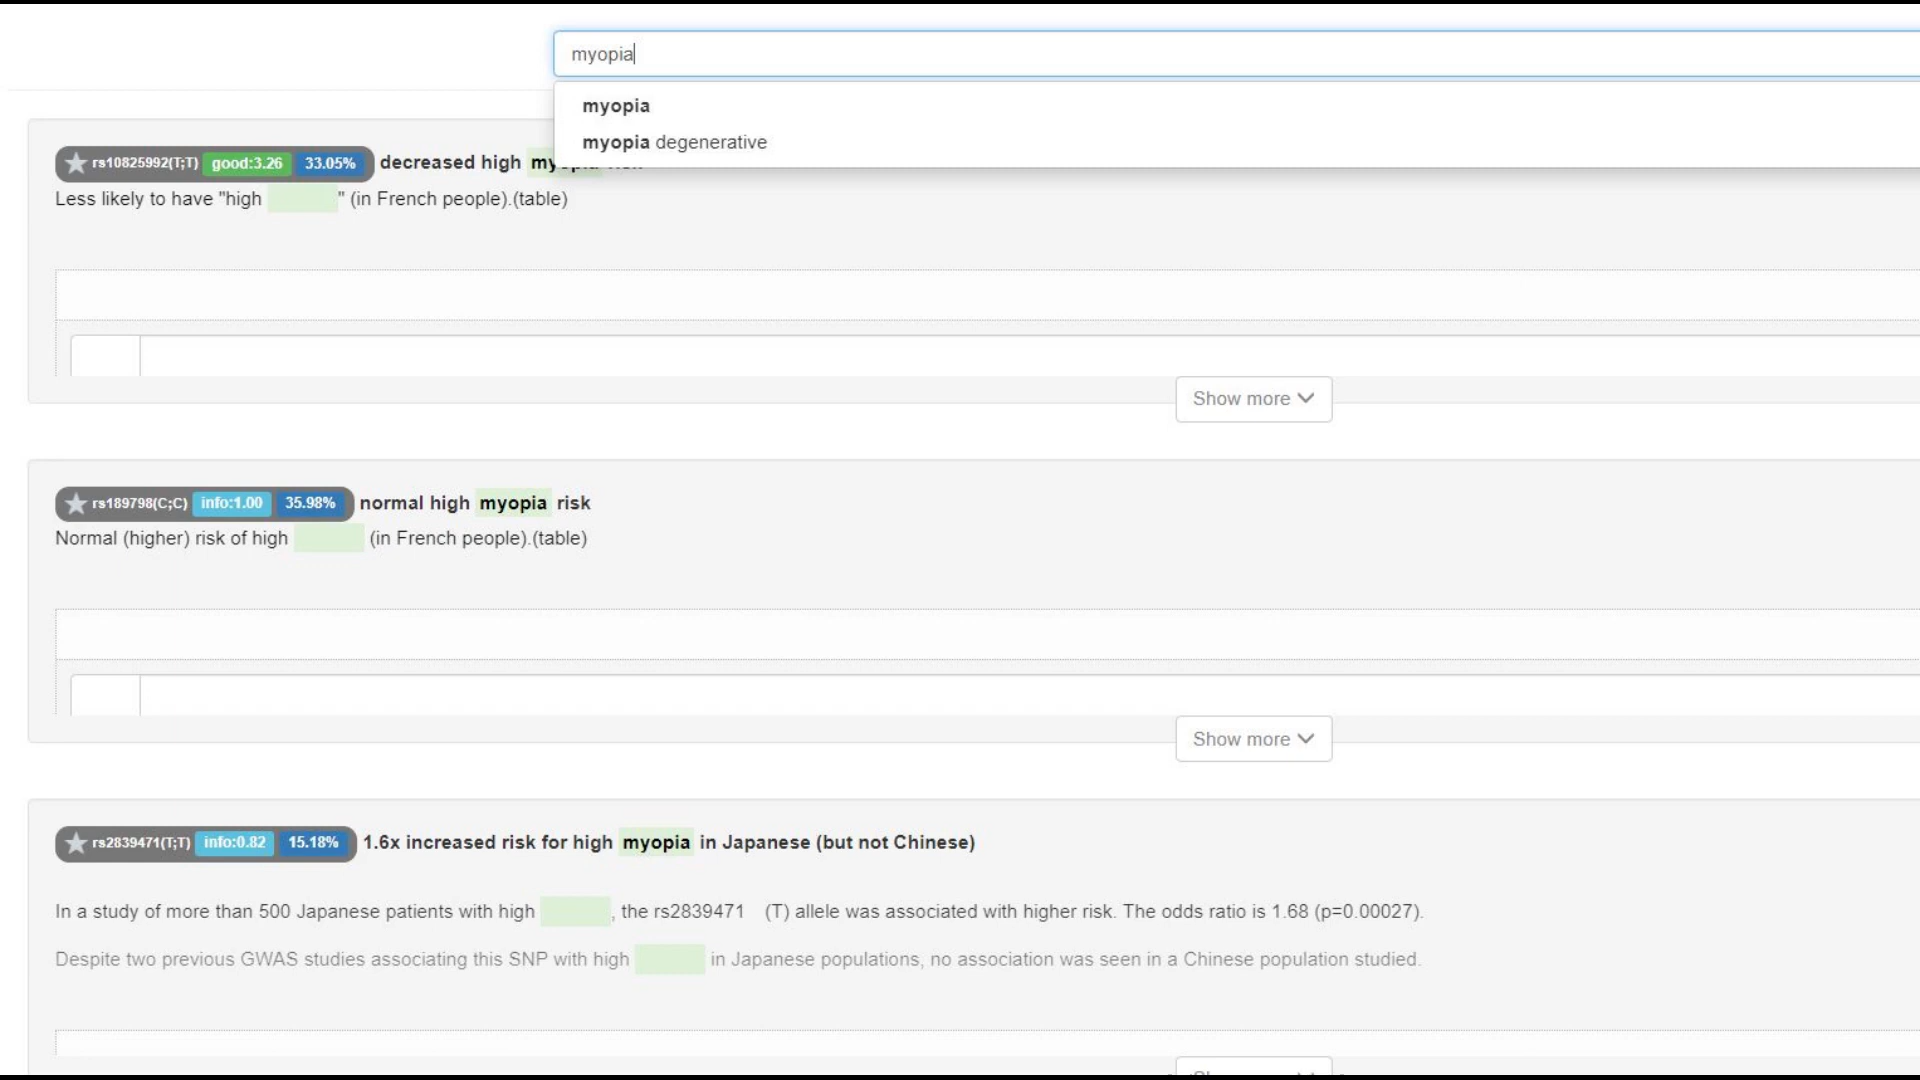 myopia
myopia
myopia degenerative
rs10825992(T;T) good:3.26 33.05% decreased high
Less likely to have "high " (in French people).(table)
Show more
rs189798(C;C) info:1.00 35.98% normal high myopia risk
Normal (higher) risk of high (in French people).(table)
Show more
rs2839471(T;T) info:0.82 15.18% 1.6x increased risk for high myopia in Japanese (but not Chinese)
In a study of more than 500 Japanese patients with high , the rs2839471 (T) allele was associated with higher risk. The odds ratio is 1.68 (p=0.00027).
Despite two previous GWAS studies associating this SNP with high in Japanese populations, no association was seen in a Chinese population studied.